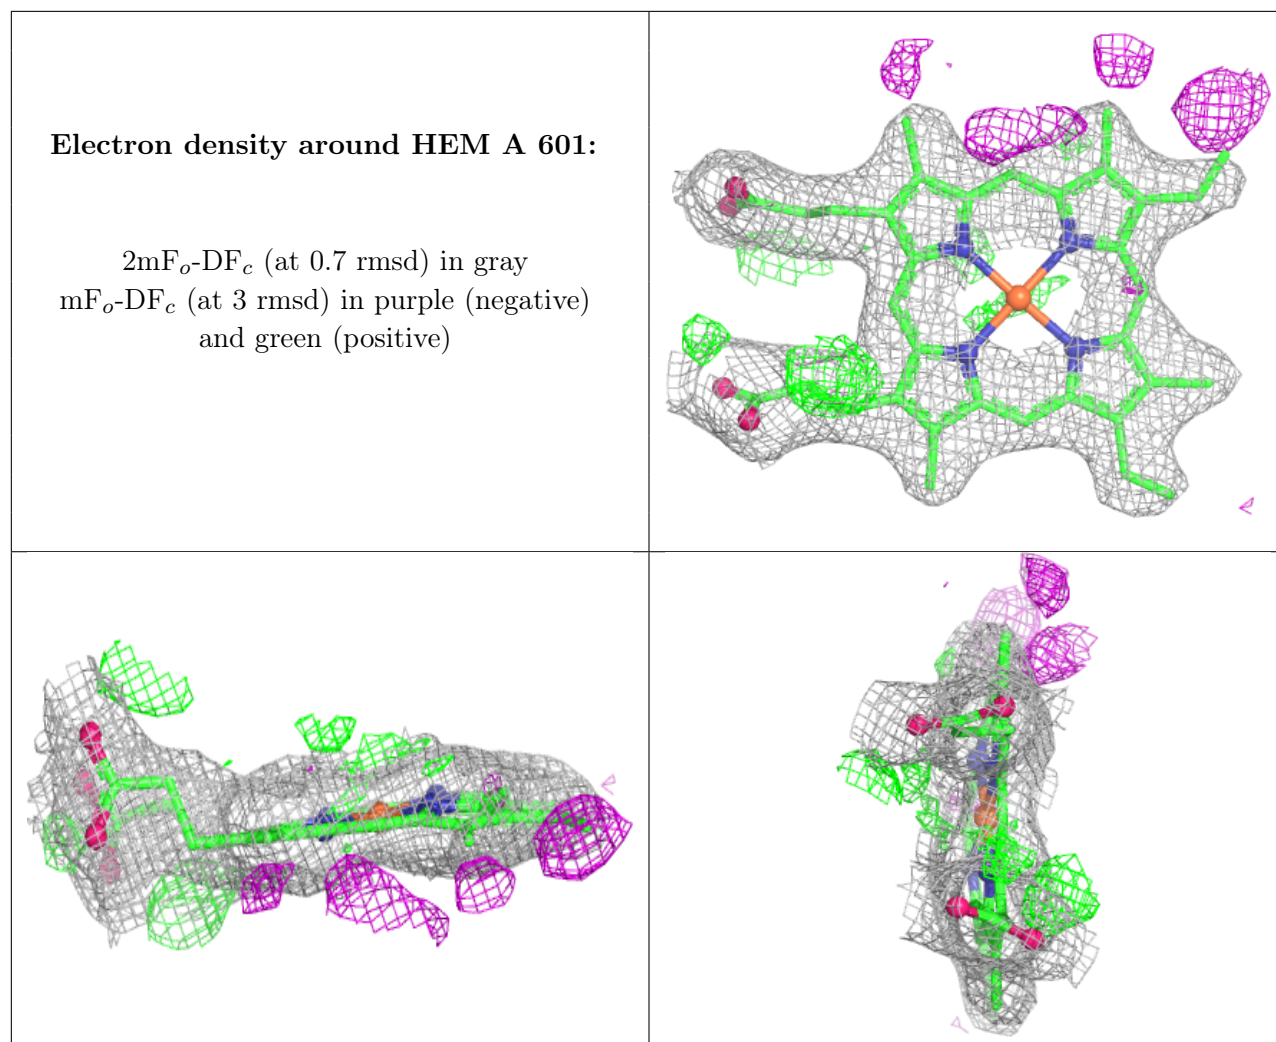 Electron density around HEM A 601:
2mFo-DFc (at 0.7 rmsd) in gray
mFo-DFc (at 3 rmsd) in purple (negative)
and green (positive)